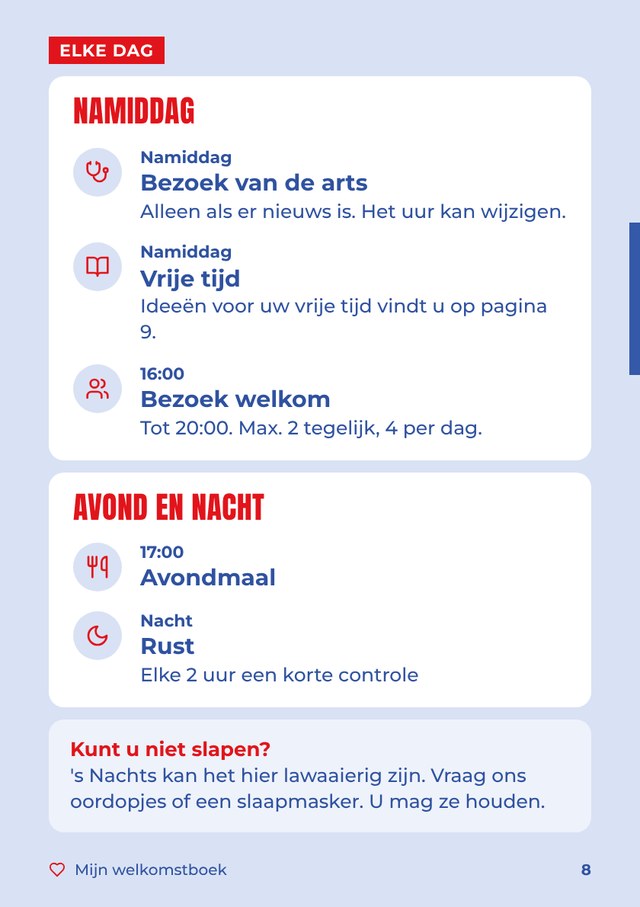 ELKE DAG
NAMIDDAG
Namiddag
Bezoek van de arts
Alleen als er nieuws is. Het uur kan wijzigen.
Namiddag
Vrije tijd
Ideeën voor uw vrije tijd vindt u op pagina
9.
16:00
Bezoek welkom
Tot 20:00. Max. 2 tegelijk, 4 per dag.
AVOND EN NACHT
17:00
Avondmaal
Nacht
Rust
Elke 2 uur een korte controle
Kunt u niet slapen?
's Nachts kan het hier lawaaierig zijn. Vraag ons
oordopjes of een slaapmasker. U mag ze houden.
Mijn welkomstboek
8